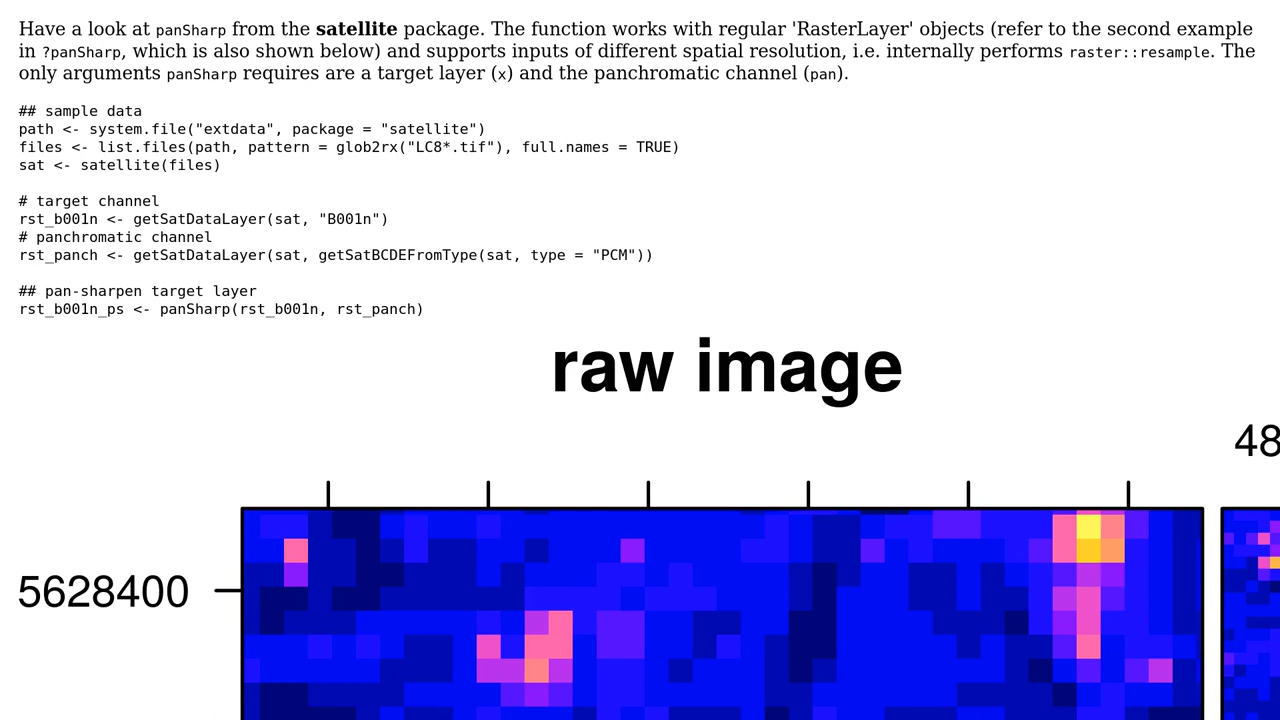 Have a look at panSharp from the satellite package. The function works with regular 'RasterLayer' objects (refer to the second example
in ?panSharp, which is also shown below) and supports inputs of different spatial resolution, i.e. internally performs raster::resample. The
only arguments panSharp requires are a target layer (x) and the panchromatic channel (pan).
## sample data
path <- system.file("extdata", package = "satellite")
files <- list.files(path, pattern = glob2rx("LC8*.tif"), full.names = TRUE)
sat <- satellite(files)
# target channel
rst_b001n <- getSatDataLayer(sat, "B001n")
# panchromatic channel
rst_panch <- getSatDataLayer(sat, getSatBCDEFromType(sat, type = "PCM"))
## pan-sharpen target layer
rst_b001n_ps <- panSharp(rst_b001n, rst_panch)
raw image
48
5628400